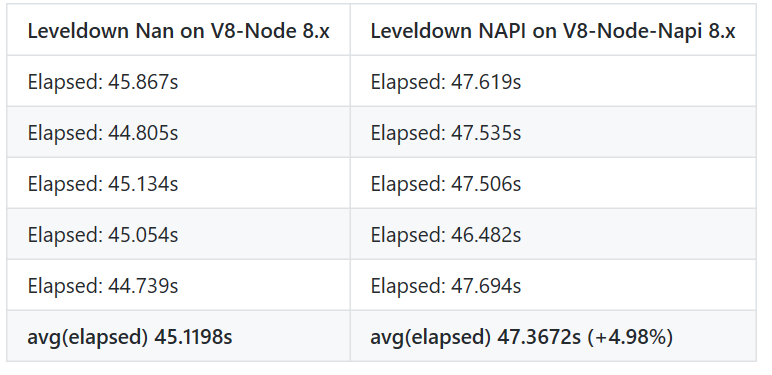 Leveldown Nan on V8-Node 8.x Leveldown NAPI on V8-Node-Napi 8.x
Elapsed: 45.867s Elapsed: 47.619s
Elapsed: 44.805s Elapsed: 47.535s
Elapsed: 45.134s Elapsed: 47.506s
Elapsed: 45.054s Elapsed: 46.482s
Elapsed: 44.739s Elapsed: 47.694s
avg(elapsed) 45.1198s avg(elapsed) 47.3672s (+4.98%)